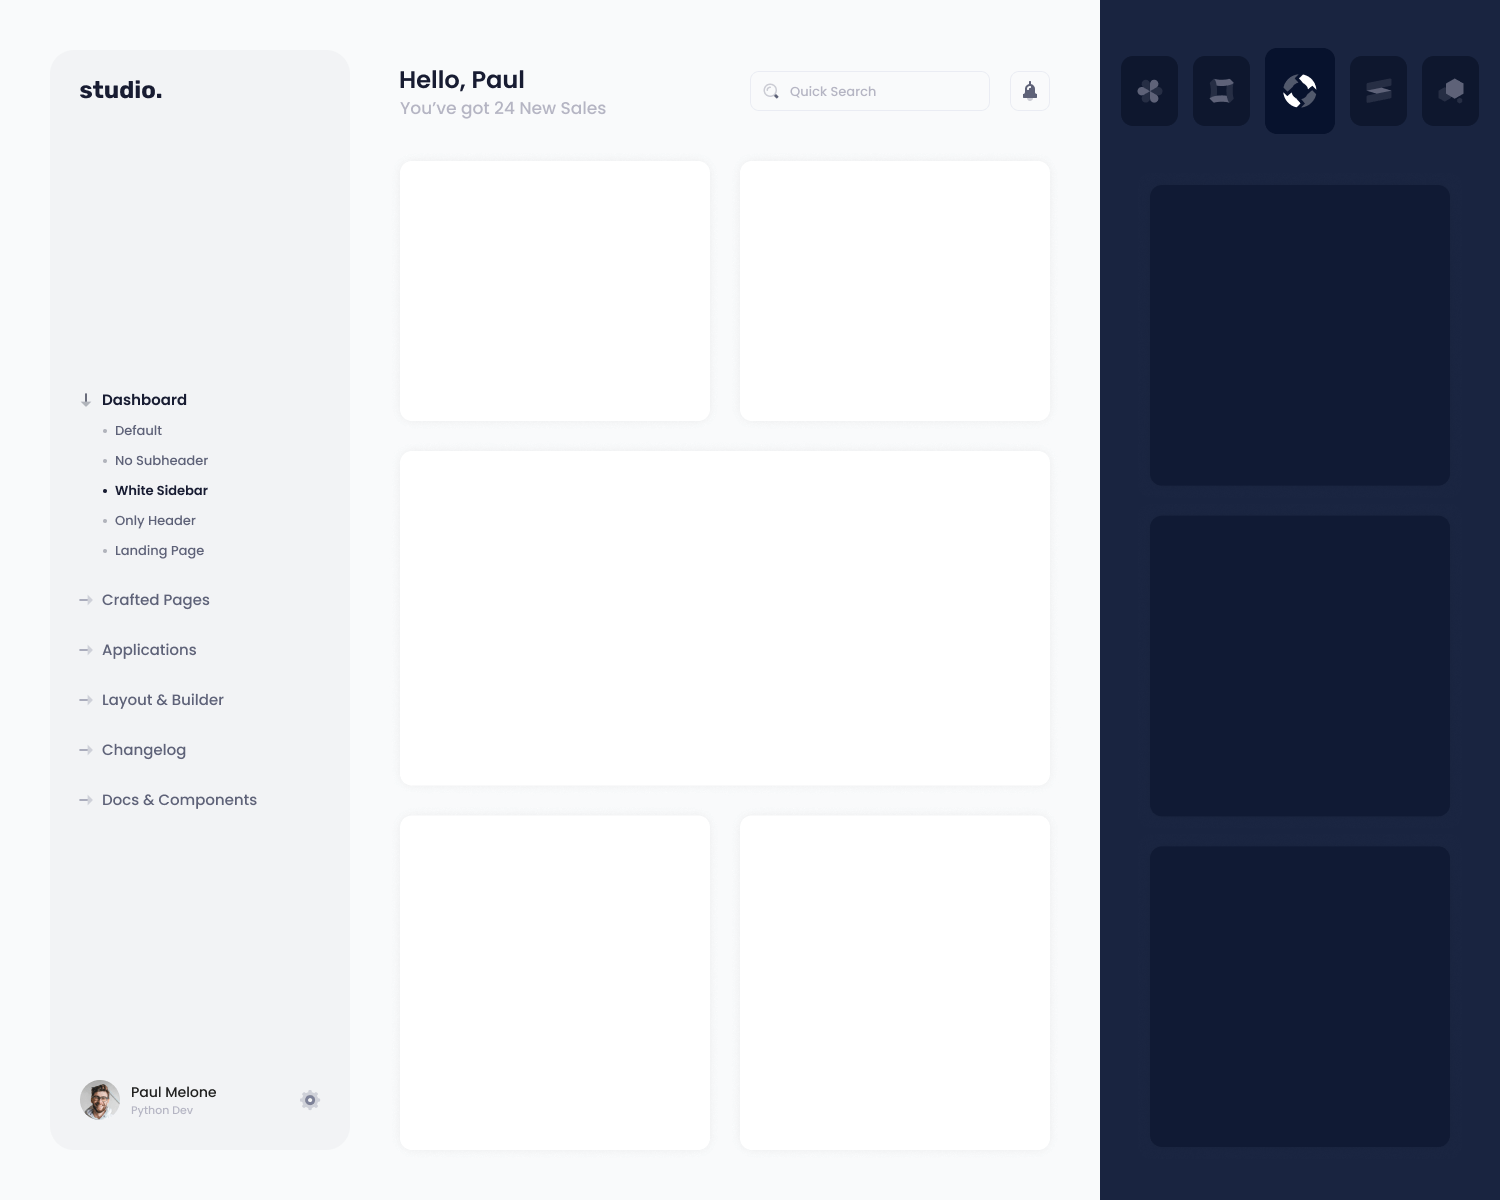 studio.
Dashboard
Default
No Subheader
White Sidebar
Only Header
Landing Page
Crafted Pages
Applications
Layout & Builder
Changelog
Docs & Components
Paul Melone
Python Dev
Hello, Paul
You’ve got 24 New Sales
Quick Search